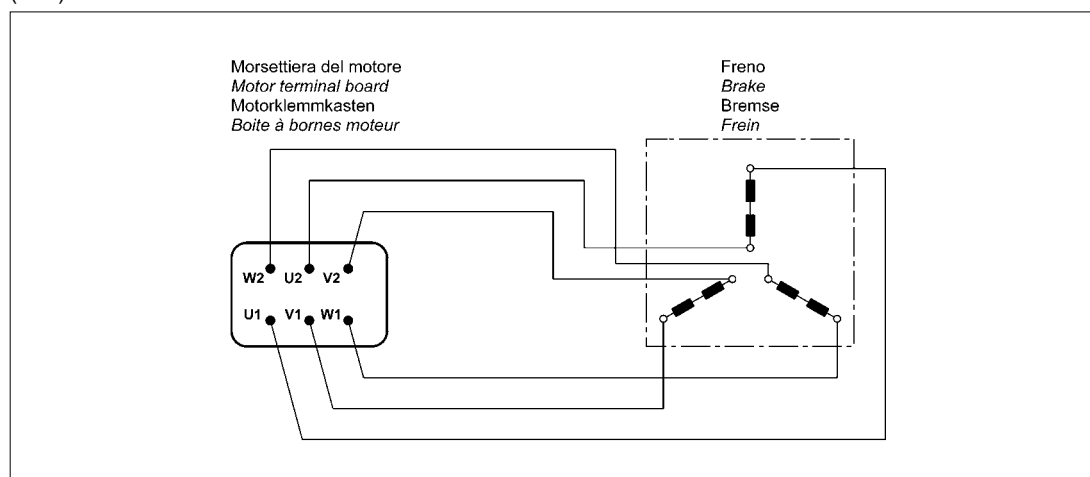 Morsettiera del motore
Motor terminal board
Motorklemmkasten
Boite à bornes moteur
Freno
Brake
Bremse
Frein
W2 U2 V2
U1 V1 W1